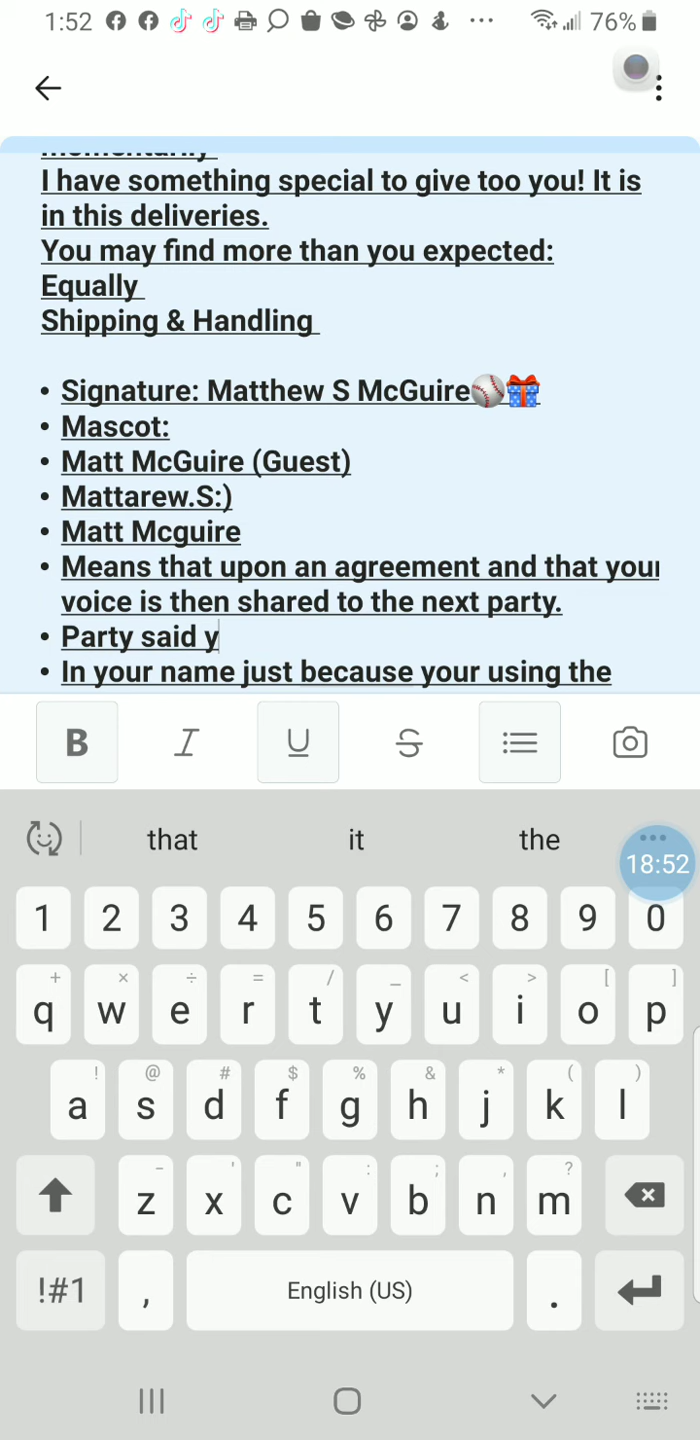 1:52 76%
momentarily
I have something special to give too you! It is
in this deliveries.
You may find more than you expected:
Equally
Shipping & Handling
• Signature: Matthew S McGuire⚾🎁
• Mascot:
• Matt McGuire (Guest)
• Mattarew.S:)
• Matt Mcguire
• Means that upon an agreement and that your
voice is then shared to the next party.
• Party said y
• In your name just because your using the
B I U S
that it the
18:52
1 2 3 4 5 6 7 8 9 0
+ × ÷ = / _ < > [ ]
q w e r t y u i o p
! @ # $ % & * ( )
a s d f g h j k l
- ' " : ; , ?
z x c v b n m
!#1 , English (US) .